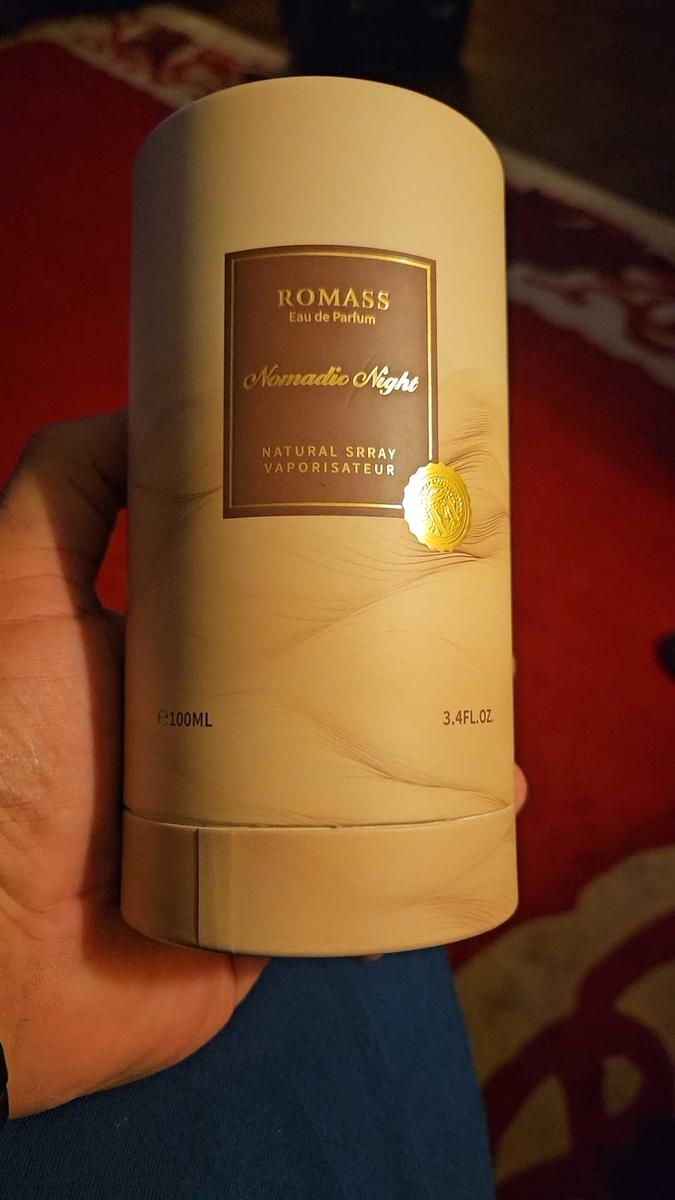 ROMASS
Eau de Parfum
Nomadic Night
NATURAL SRRAY
VAPORISATEUR
℮100ML
3.4FL.OZ.